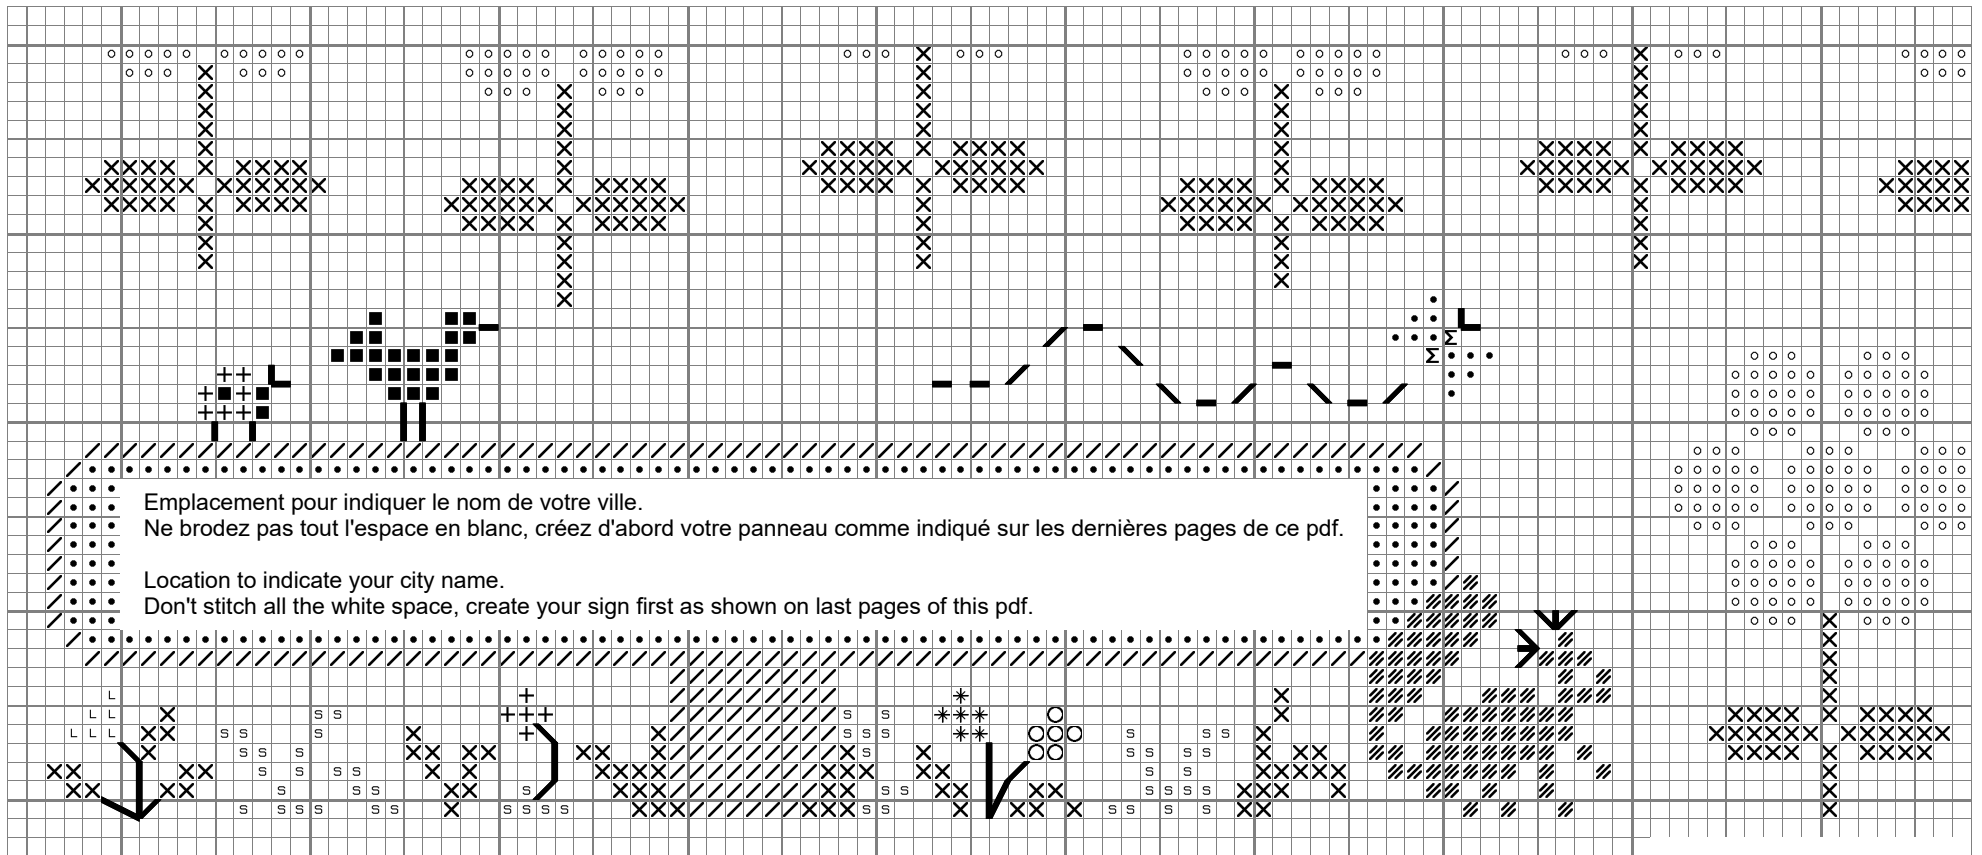 Emplacement pour indiquer le nom de votre ville.
Ne brodez pas tout l'espace en blanc, créez d'abord votre panneau comme indiqué sur les dernières pages de ce pdf.
Location to indicate your city name.
Don't stitch all the white space, create your sign first as shown on last pages of this pdf.